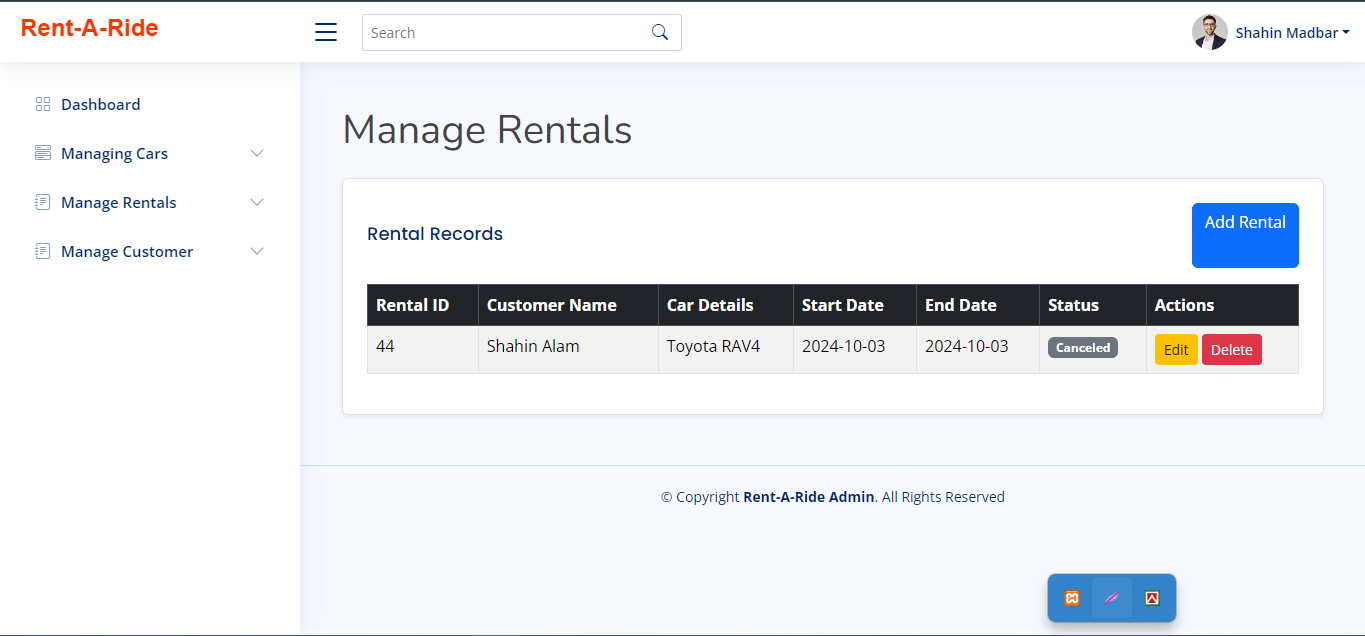 Rent-A-Ride
Search
Shahin Madbar
Dashboard
Managing Cars
Manage Rentals
Manage Customer
Manage Rentals
Rental Records
Add Rental
Rental ID Customer Name Car Details Start Date End Date Status Actions
44 Shahin Alam Toyota RAV4 2024-10-03 2024-10-03 Canceled Edit Delete
© Copyright Rent-A-Ride Admin. All Rights Reserved